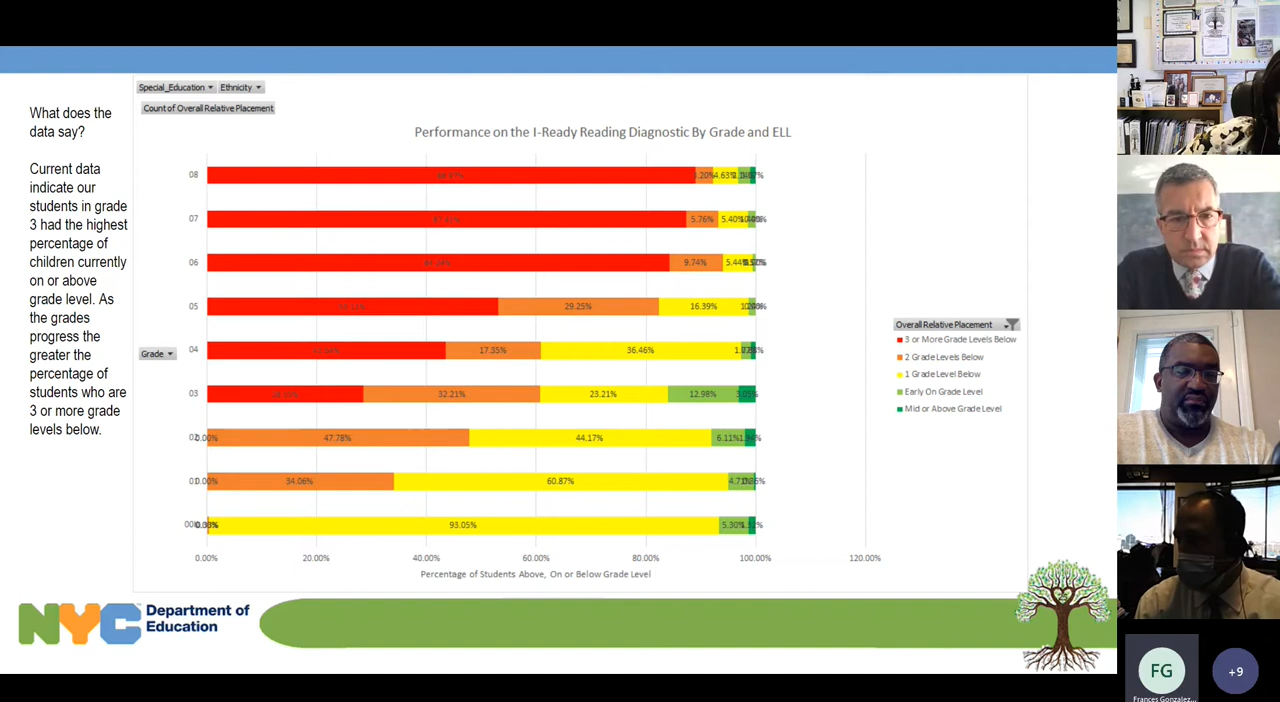 Special_Education Ethnicity
Count of Overall Relative Placement
What does the
data say?
Current data
indicate our
students in grade
3 had the highest
percentage of
children currently
on or above
grade level. As
the grades
progress the
greater the
percentage of
students who are
3 or more grade
levels below.
Performance on the I-Ready Reading Diagnostic By Grade and ELL
Grade
08
07 5.76% 5.40%
06 9.74%
05 29.25% 16.39%
04 17.35% 36.46%
03 32.21% 23.21% 12.98% 3.05%
47.78% 44.17% 6.11%
34.06% 60.87%
93.05% 5.30%
0.00% 20.00% 40.00% 60.00% 80.00% 100.00% 120.00%
Percentage of Students Above, On or Below Grade Level
Overall Relative Placement
3 or More Grade Levels Below
2 Grade Levels Below
1 Grade Level Below
Early On Grade Level
Mid or Above Grade Level
NYC Department of
Education
FG
Frances Gonzalez...
+9